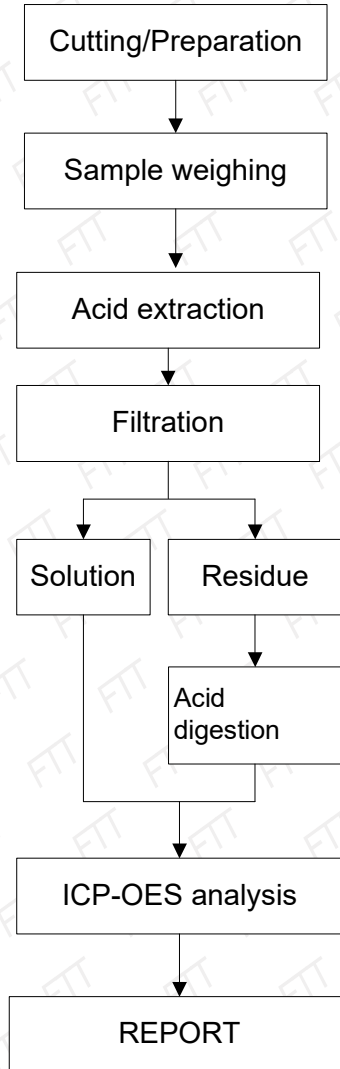 Cutting/Preparation
Sample weighing
Acid extraction
Filtration
Solution
Residue
Acid
digestion
ICP-OES analysis
REPORT